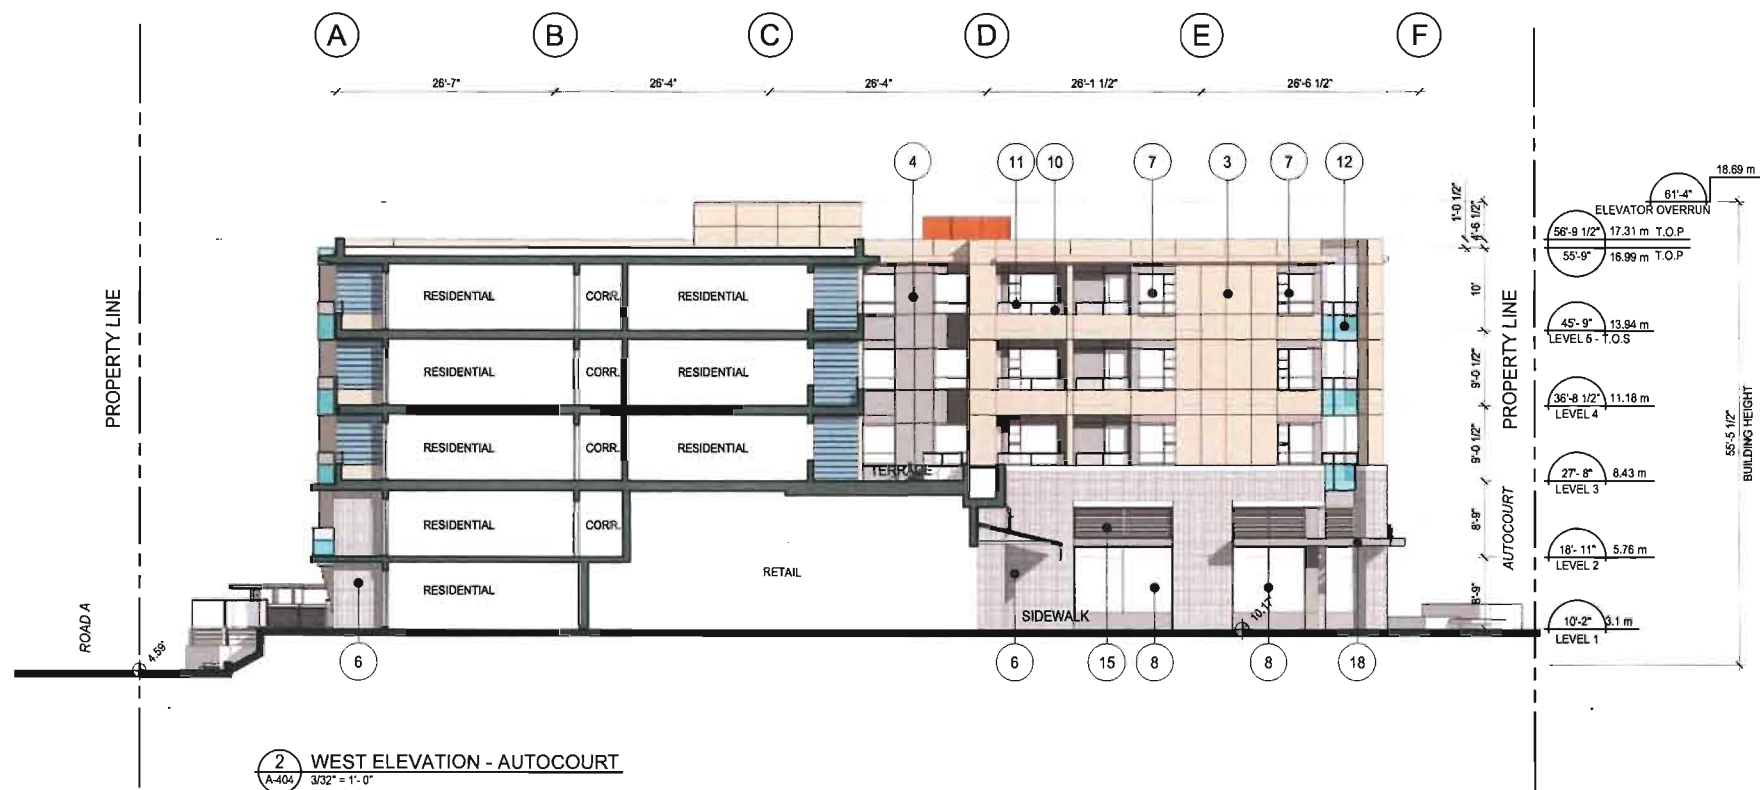 A B C D E F
26'-7" 26'-4" 26'-4" 26'-1 1/2" 26'-6 1/2"
4 11 10 7 3 7 12
18.69 m
61'-4"
ELEVATOR OVERRUN
1'-0 1/2"
4'-6 1/2"
56'-9 1/2" 17.31 m T.O.P
55'-9" 16.99 m T.O.P
RESIDENTIAL CORR. RESIDENTIAL
10'
45'- 9" 13.94 m
LEVEL 5 - T.O.S
PROPERTY LINE
PROPERTY LINE
RESIDENTIAL CORR. RESIDENTIAL
9'-0 1/2"
36'-8 1/2" 11.18 m
LEVEL 4
RESIDENTIAL CORR. RESIDENTIAL
9'-0 1/2"
55'-5 1/2"
BUILDING HEIGHT
TERRACE
27'- 8" 8.43 m
LEVEL 3
RESIDENTIAL CORR.
8'-9"
AUTOCOURT
18'- 11" 5.76 m
LEVEL 2
RETAIL
RESIDENTIAL
8'-9"
SIDEWALK
10.17'
10'-2" 3.1 m
LEVEL 1
ROAD A
4.59'
6 6 15 8 8 18
2 WEST ELEVATION - AUTOCOURT
A-404 3/32" = 1'- 0"